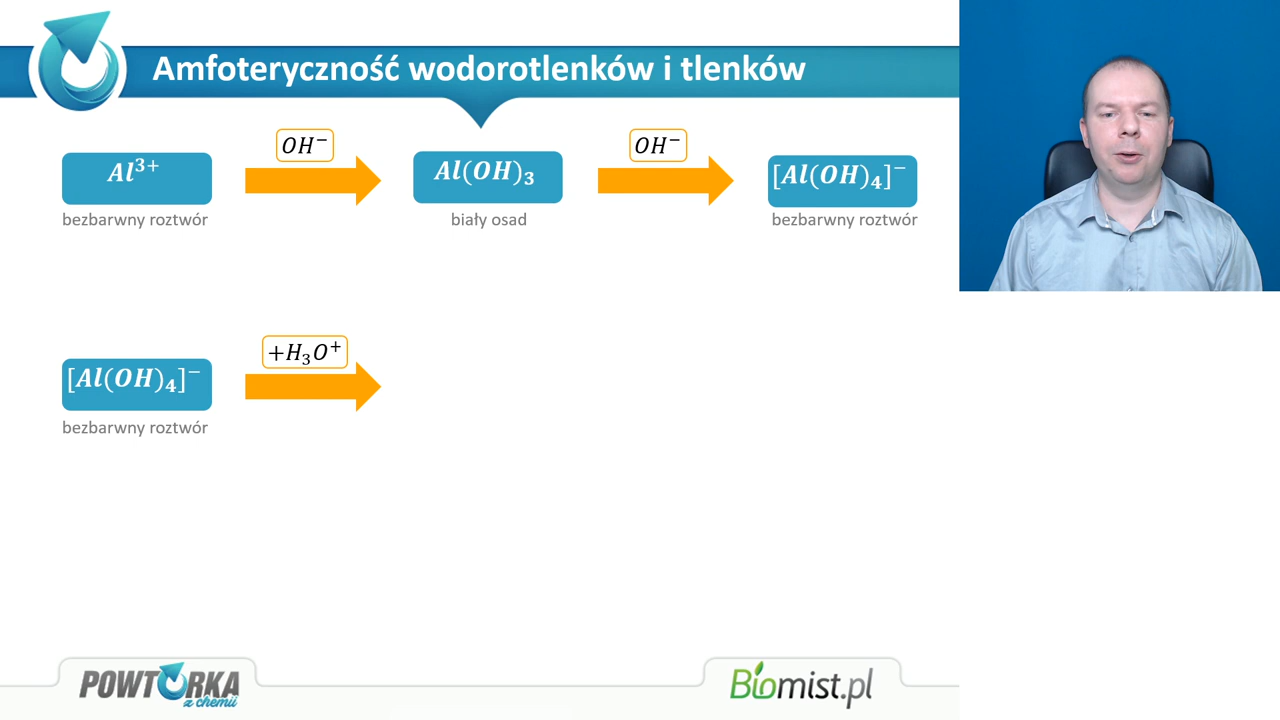 Amfoteryczność wodorotlenków i tlenków
OH⁻
OH⁻
Al³⁺
Al(OH)₃
[Al(OH)₄]⁻
bezbarwny roztwór
biały osad
bezbarwny roztwór
+H₃O⁺
[Al(OH)₄]⁻
bezbarwny roztwór
POWTÓRKA
z chemii
Biomist.pl